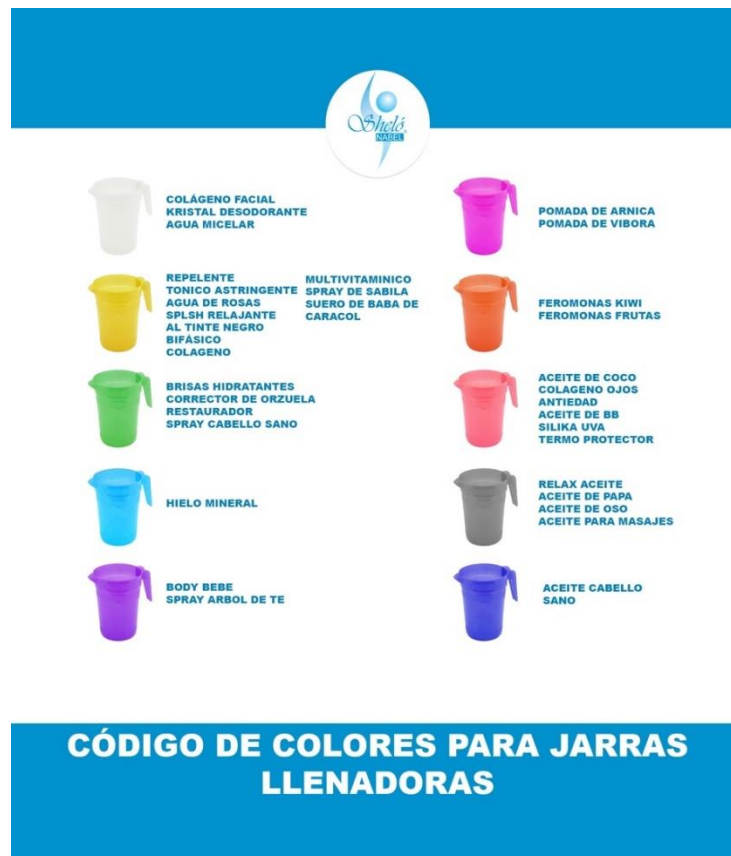 Sheló
NABEL
COLÁGENO FACIAL
KRISTAL DESODORANTE
AGUA MICELAR
REPELENTE
TONICO ASTRINGENTE
AGUA DE ROSAS
SPLSH RELAJANTE
AL TINTE NEGRO
BIFÁSICO
COLAGENO
MULTIVITAMINICO
SPRAY DE SABILA
SUERO DE BABA DE
CARACOL
BRISAS HIDRATANTES
CORRECTOR DE ORZUELA
RESTAURADOR
SPRAY CABELLO SANO
HIELO MINERAL
BODY BEBE
SPRAY ARBOL DE TE
POMADA DE ARNICA
POMADA DE VIBORA
FEROMONAS KIWI
FEROMONAS FRUTAS
ACEITE DE COCO
COLAGENO OJOS
ANTIEDAD
ACEITE DE BB
SILIKA UVA
TERMO PROTECTOR
RELAX ACEITE
ACEITE DE PAPA
ACEITE DE OSO
ACEITE PARA MASAJES
ACEITE CABELLO
SANO
CÓDIGO DE COLORES PARA JARRAS
LLENADORAS